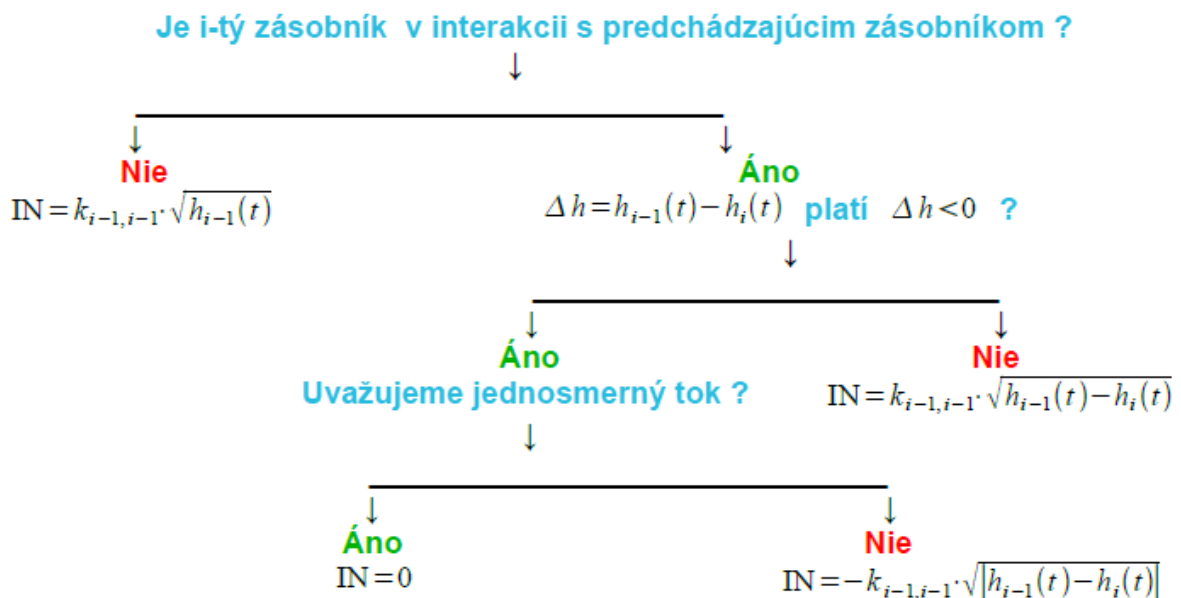 Je i-tý zásobník v interakcii s predchádzajúcim zásobníkom ?
↓
↓ ↓
Nie Áno
IN=k_{i−1,i−1}·√(h_{i−1}(t)) Δh=h_{i−1}(t)−h_i(t) platí Δh<0 ?
↓
↓ ↓
Áno Nie
Uvažujeme jednosmerný tok ? IN=k_{i−1,i−1}·√(h_{i−1}(t)−h_i(t))
↓
↓ ↓
Áno Nie
IN=0 IN=−k_{i−1,i−1}·√(|h_{i−1}(t)−h_i(t)|)